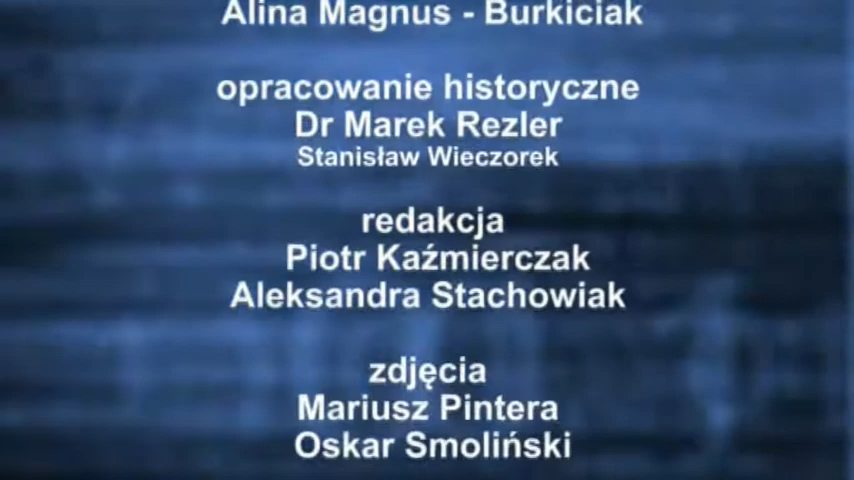 Alina Magnus - Burkiciak
opracowanie historyczne
Dr Marek Rezler
Stanisław Wieczorek
redakcja
Piotr Kaźmierczak
Aleksandra Stachowiak
zdjęcia
Mariusz Pintera
Oskar Smoliński